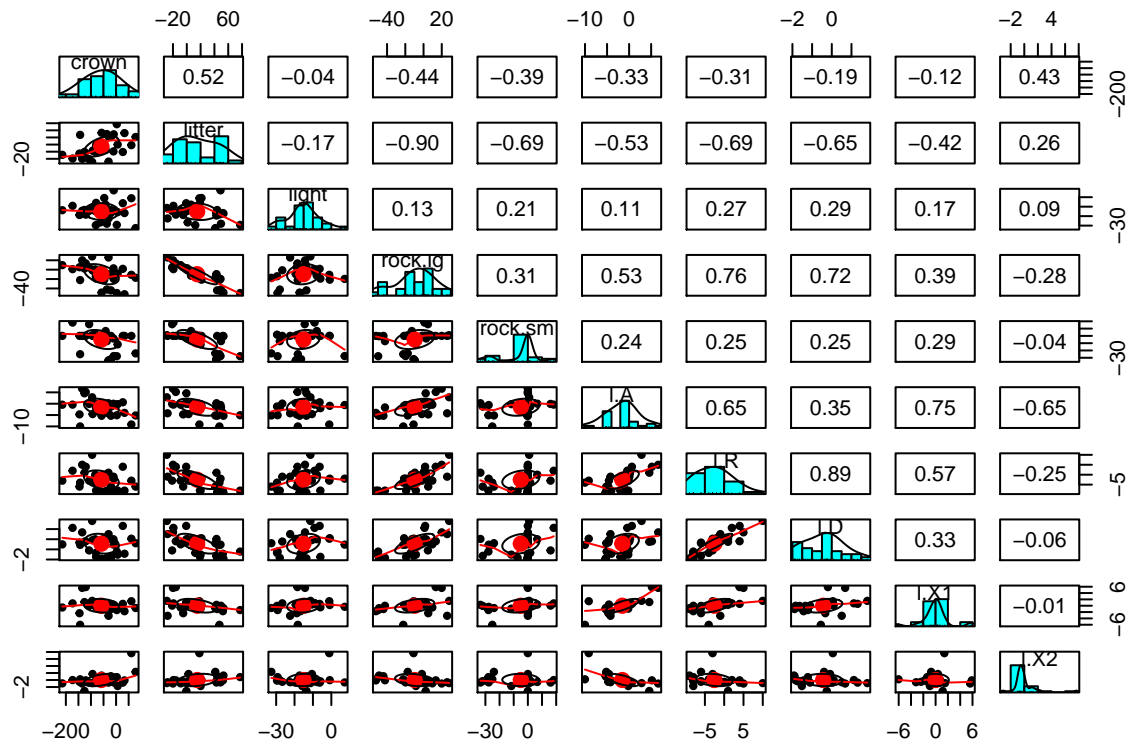 −20 60 −40 20 −10 0 −2 0 −2 4
crown 0.52 −0.04 −0.44 −0.39 −0.33 −0.31 −0.19 −0.12 0.43 −200
−20 litter −0.17 −0.90 −0.69 −0.53 −0.69 −0.65 −0.42 0.26
light 0.13 0.21 0.11 0.27 0.29 0.17 0.09 −30
−40 rock.lg 0.31 0.53 0.76 0.72 0.39 −0.28
rock.sm 0.24 0.25 0.25 0.29 −0.04 −30
−10 l.A 0.65 0.35 0.75 −0.65
l.R 0.89 0.57 −0.25 −5
−2 l.D 0.33 −0.06
l.X1 −0.01 −6 6
−2 l.X2
−200 0 −30 0 −30 0 −5 5 −6 0 6